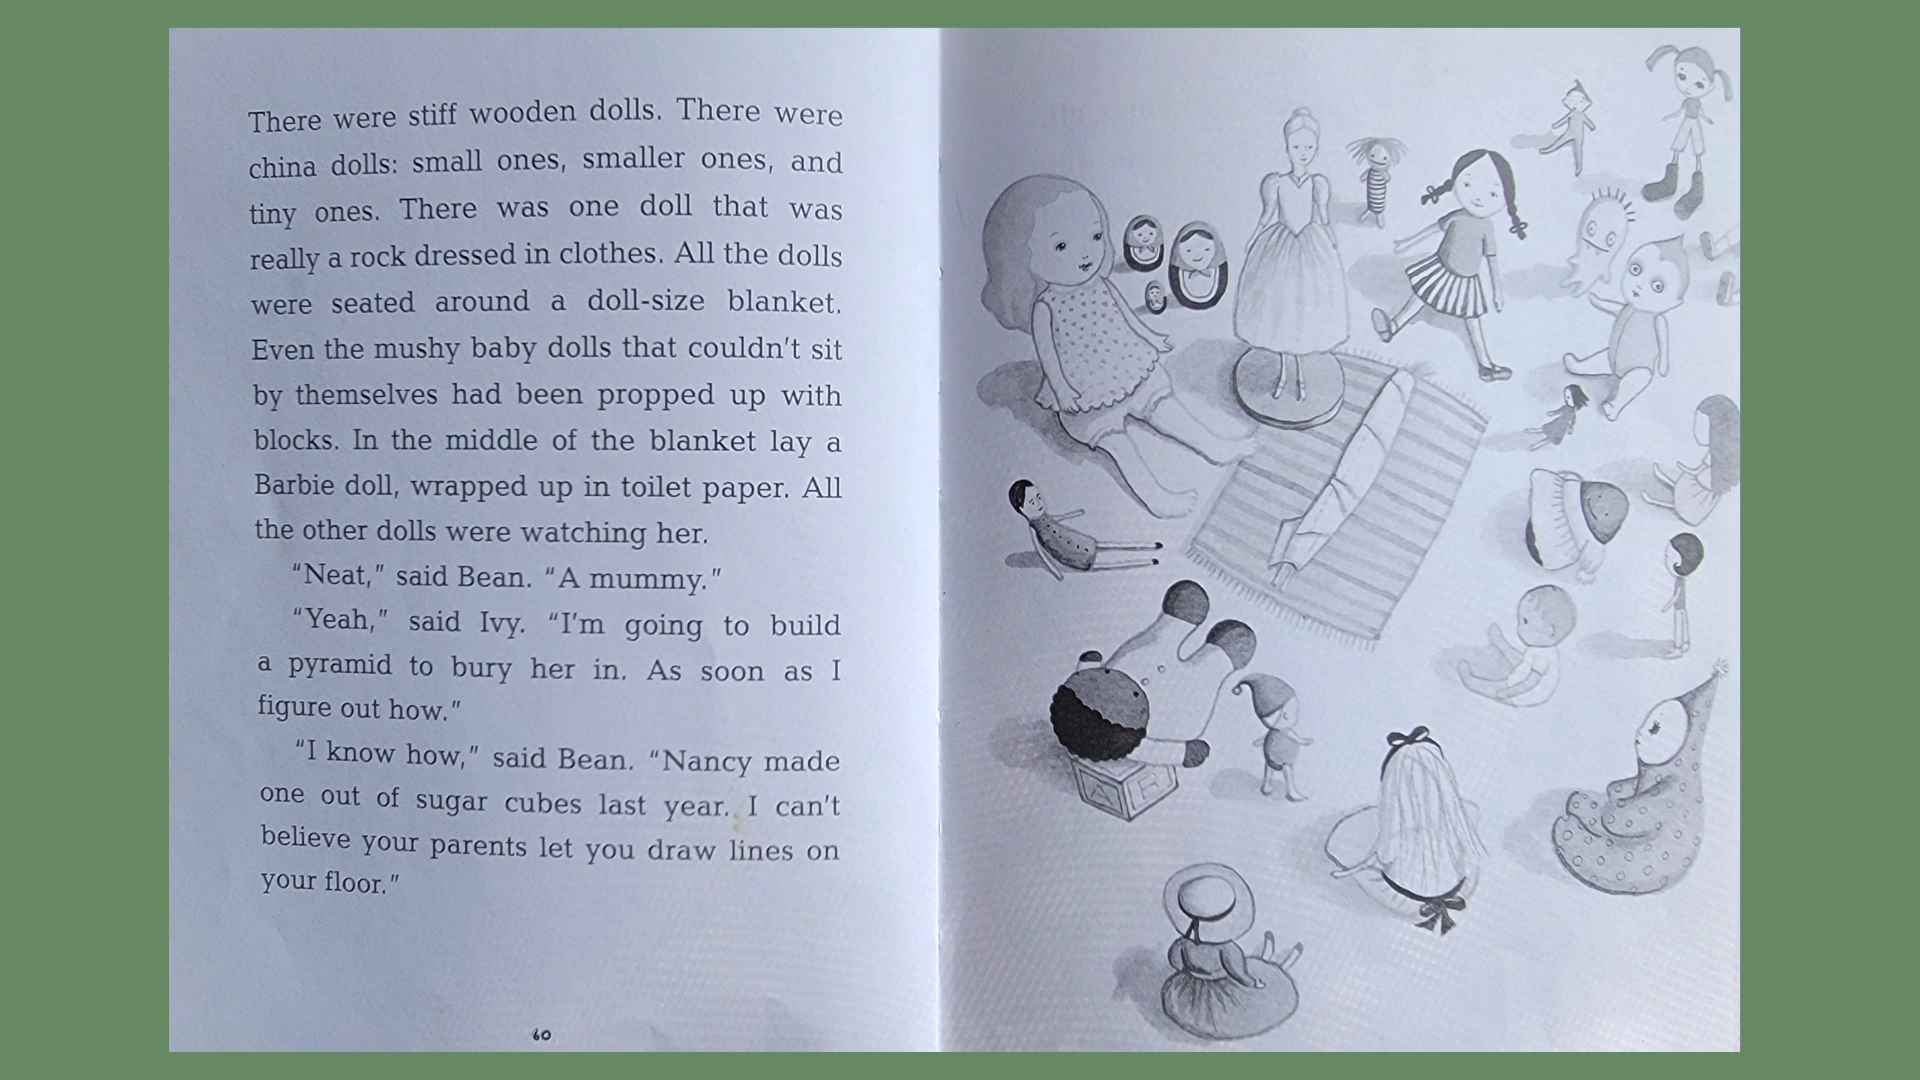 There were stiff wooden dolls. There were
china dolls: small ones, smaller ones, and
tiny ones. There was one doll that was
really a rock dressed in clothes. All the dolls
were seated around a doll-size blanket.
Even the mushy baby dolls that couldn't sit
by themselves had been propped up with
blocks. In the middle of the blanket lay a
Barbie doll, wrapped up in toilet paper. All
the other dolls were watching her.
“Neat,” said Bean. “A mummy.”
“Yeah,” said Ivy. “I'm going to build
a pyramid to bury her in. As soon as I
figure out how.”
“I know how,” said Bean. “Nancy made
one out of sugar cubes last year. I can't
believe your parents let you draw lines on
your floor.”
60
A B